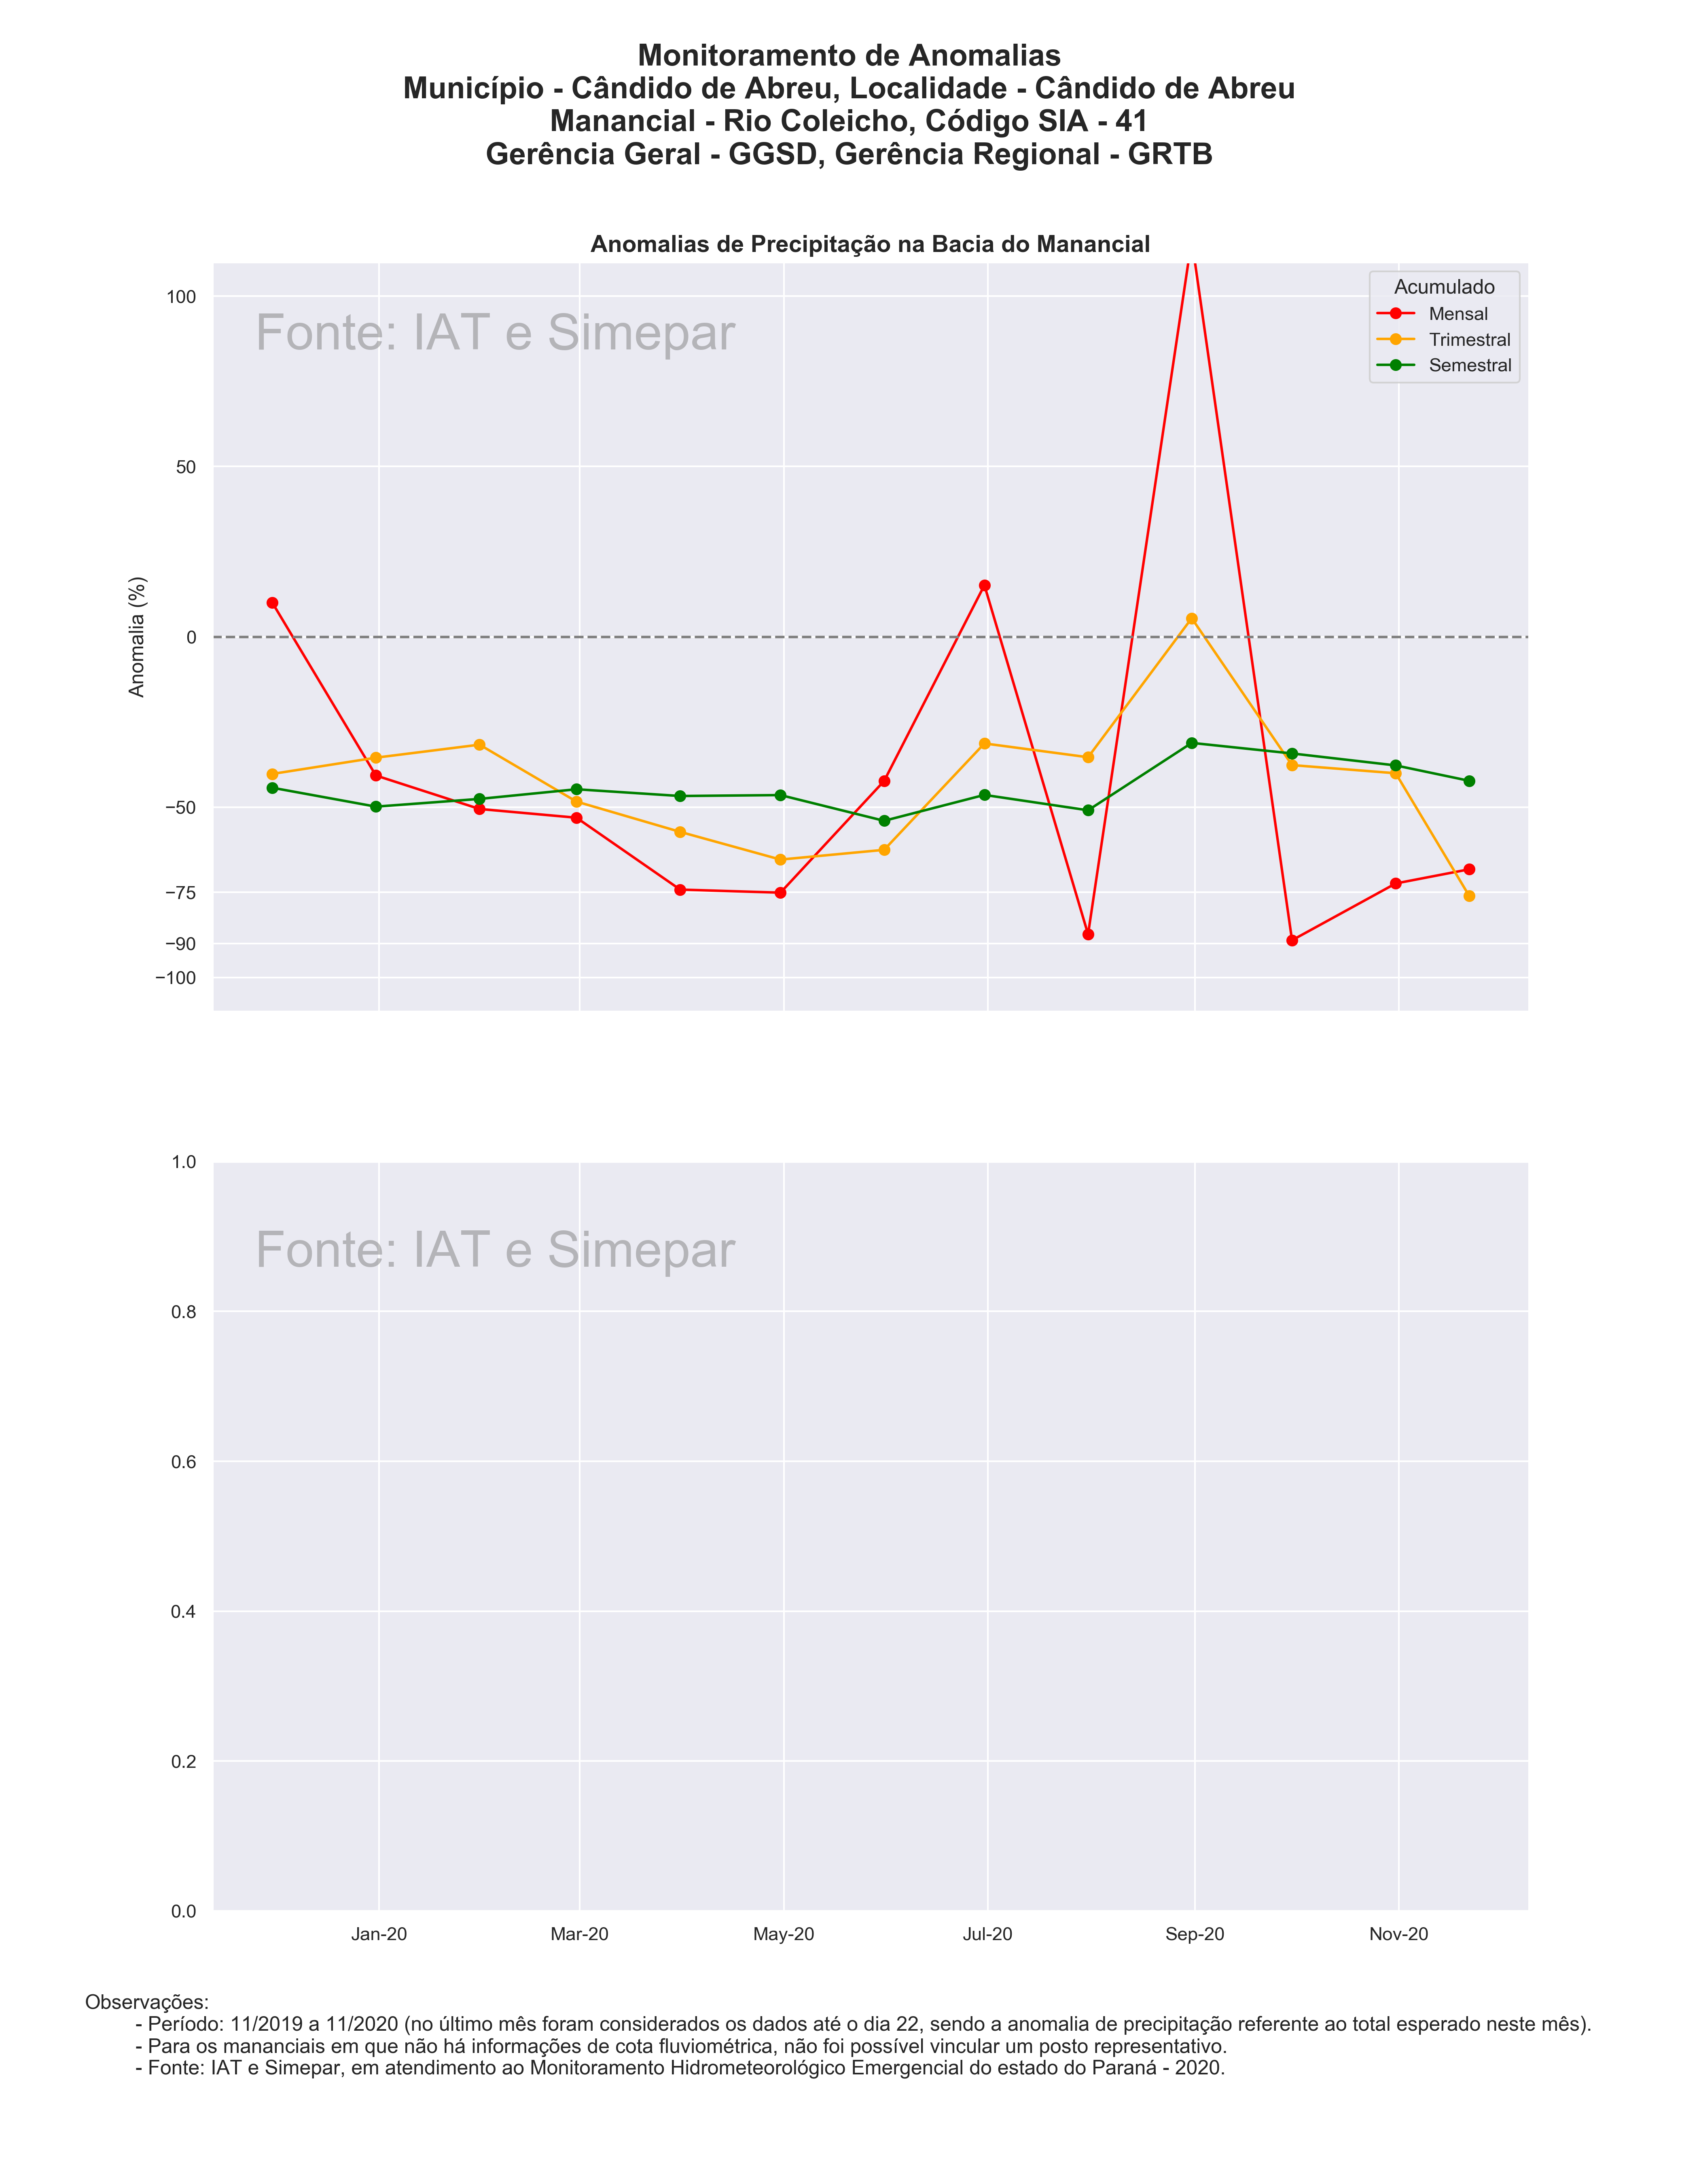 Monitoramento de Anomalias
Município - Cândido de Abreu, Localidade - Cândido de Abreu
Manancial - Rio Coleicho, Código SIA - 41
Gerência Geral - GGSD, Gerência Regional - GRTB
Anomalias de Precipitação na Bacia do Manancial
Fonte: IAT e Simepar
Acumulado
Mensal
Trimestral
Semestral
Anomalia (%)
100
50
0
−50
−75
−90
−100
Fonte: IAT e Simepar
1.0
0.8
0.6
0.4
0.2
0.0
Jan-20 Mar-20 May-20 Jul-20 Sep-20 Nov-20
Observações:
- Período: 11/2019 a 11/2020 (no último mês foram considerados os dados até o dia 22, sendo a anomalia de precipitação referente ao total esperado neste mês).
- Para os mananciais em que não há informações de cota fluviométrica, não foi possível vincular um posto representativo.
- Fonte: IAT e Simepar, em atendimento ao Monitoramento Hidrometeorológico Emergencial do estado do Paraná - 2020.